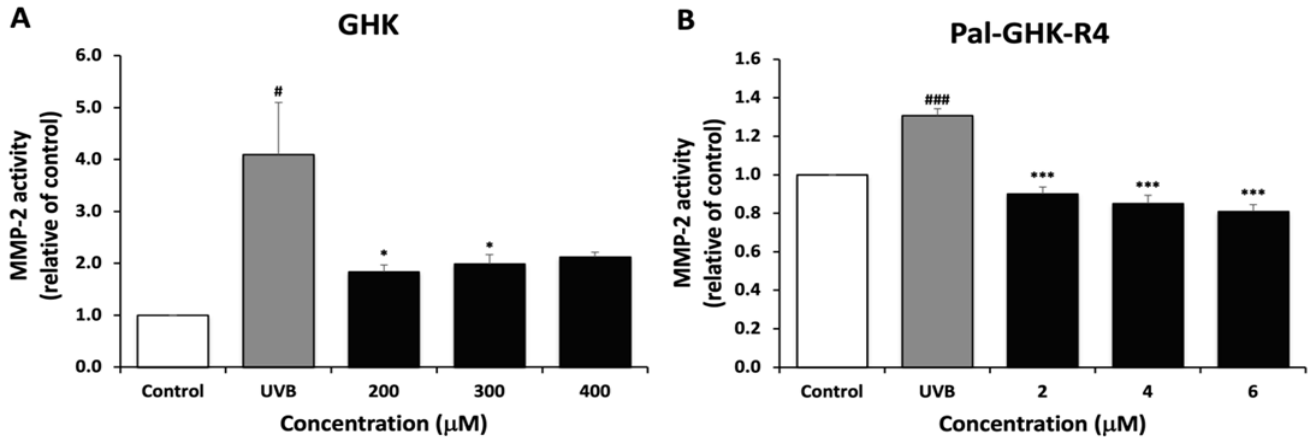 A
GHK
MMP-2 activity
(relative of control)
6.0
5.0
4.0
3.0
2.0
1.0
0.0
#
*
*
Control UVB 200 300 400
Concentration (μM)
B
Pal-GHK-R4
MMP-2 activity
(relative of control)
1.6
1.4
1.2
1.0
0.8
0.6
0.4
0.2
0.0
###
***
***
***
Control UVB 2 4 6
Concentration (μM)